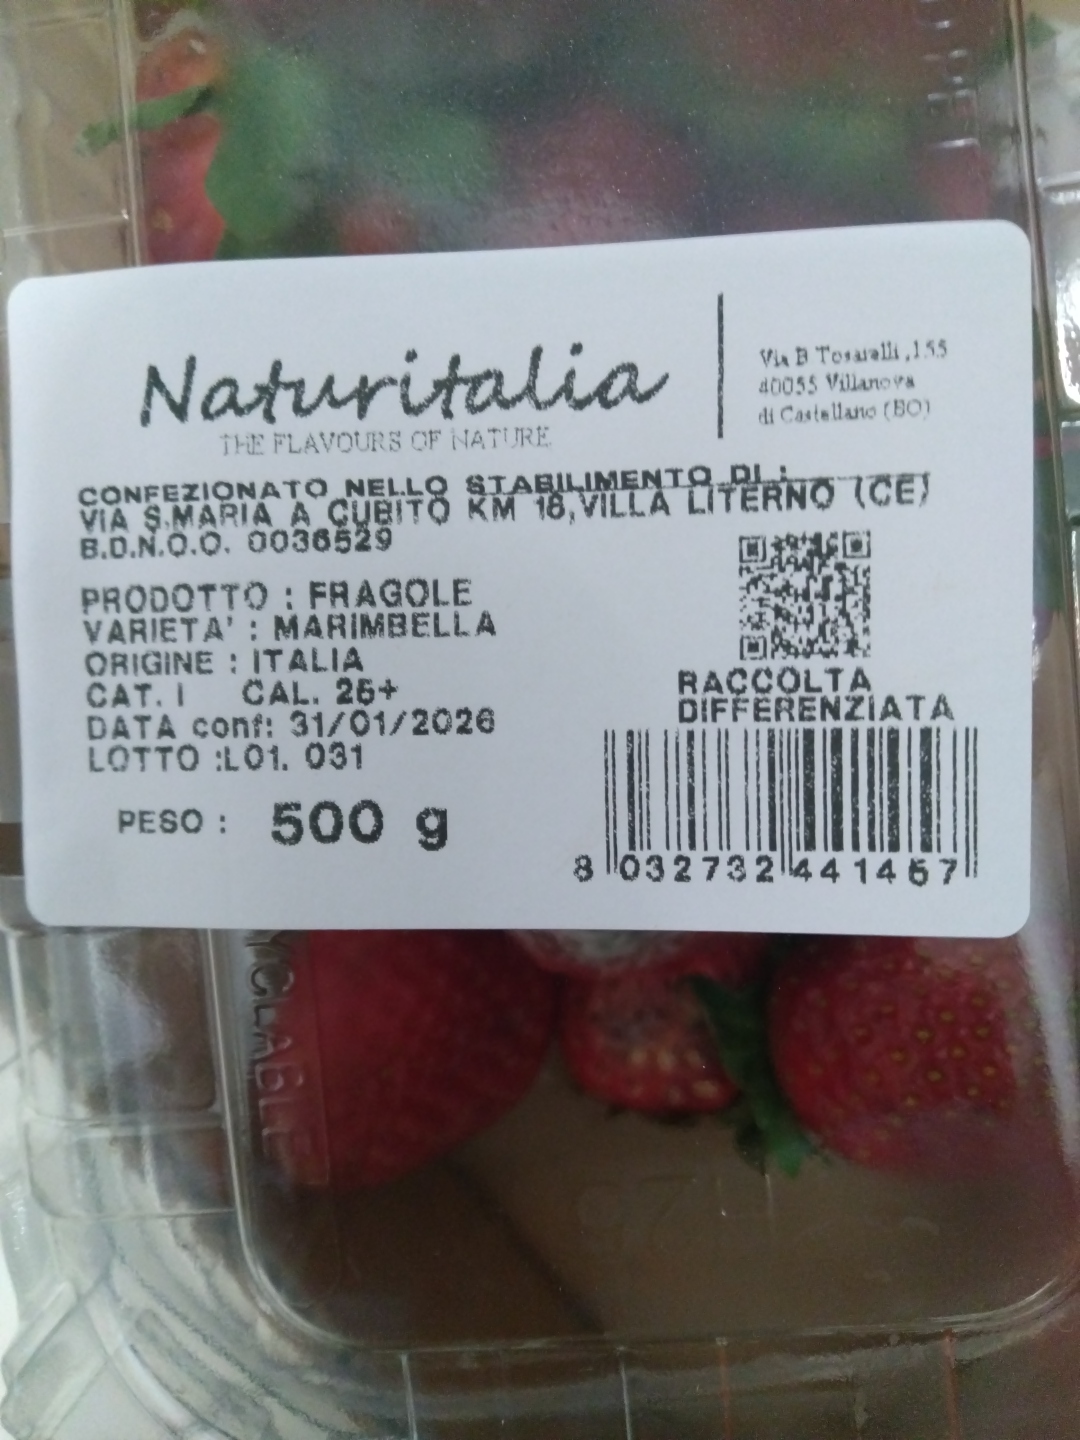 Naturitalia
THE FLAVOURS OF NATURE
Via B Tosarelli ,155
40055 Villanova
di Castellano (BO)
CONFEZIONATO NELLO STABILIMENTO DI :
VIA S.MARIA A CUBITO KM 18,VILLA LITERNO (CE)
B.D.N.O.O. 0036529
PRODOTTO : FRAGOLE
VARIETA' : MARIMBELLA
ORIGINE : ITALIA
CAT. I CAL. 25+
DATA conf: 31/01/2026
LOTTO :L01. 031
PESO : 500 g
RACCOLTA
DIFFERENZIATA
8 032732 441457
YCLABLE